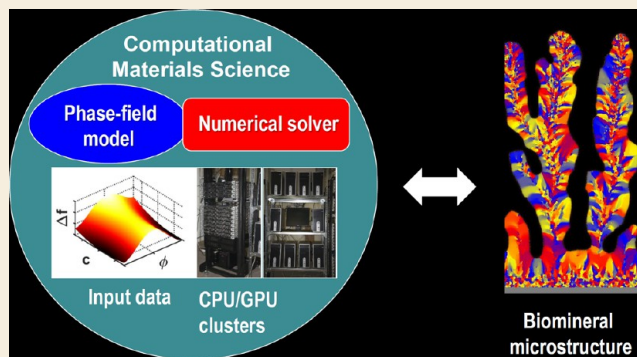 Computational
Materials Science
Phase-field
model
Numerical solver
Δf
c
ϕ
Input data
CPU/GPU
clusters
Biomineral
microstructure